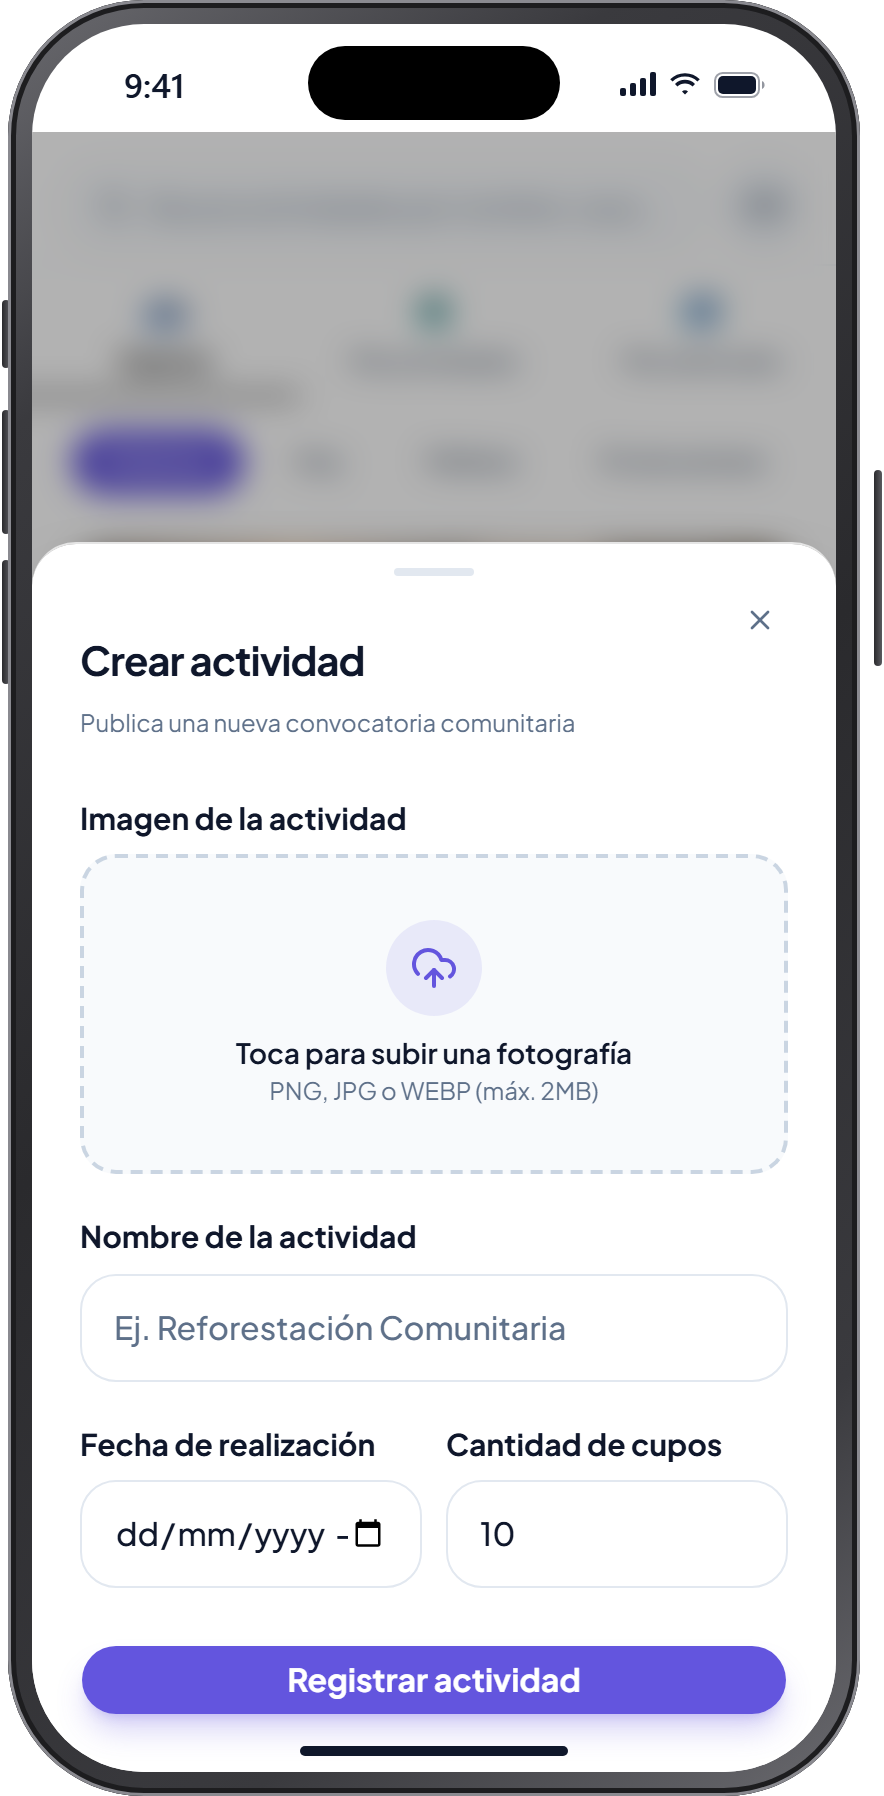 9:41
Crear actividad
Publica una nueva convocatoria comunitaria
Imagen de la actividad
Toca para subir una fotografía
PNG, JPG o WEBP (máx. 2MB)
Nombre de la actividad
Ej. Reforestación Comunitaria
Fecha de realización
Cantidad de cupos
dd/mm/yyyy -
10
Registrar actividad